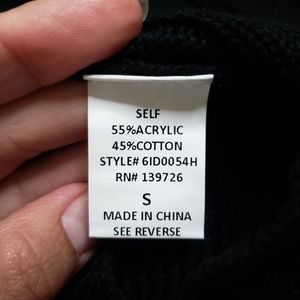 SELF
55%ACRYLIC
45%COTTON
STYLE# 6ID0054H
RN# 139726
S
MADE IN CHINA
SEE REVERSE